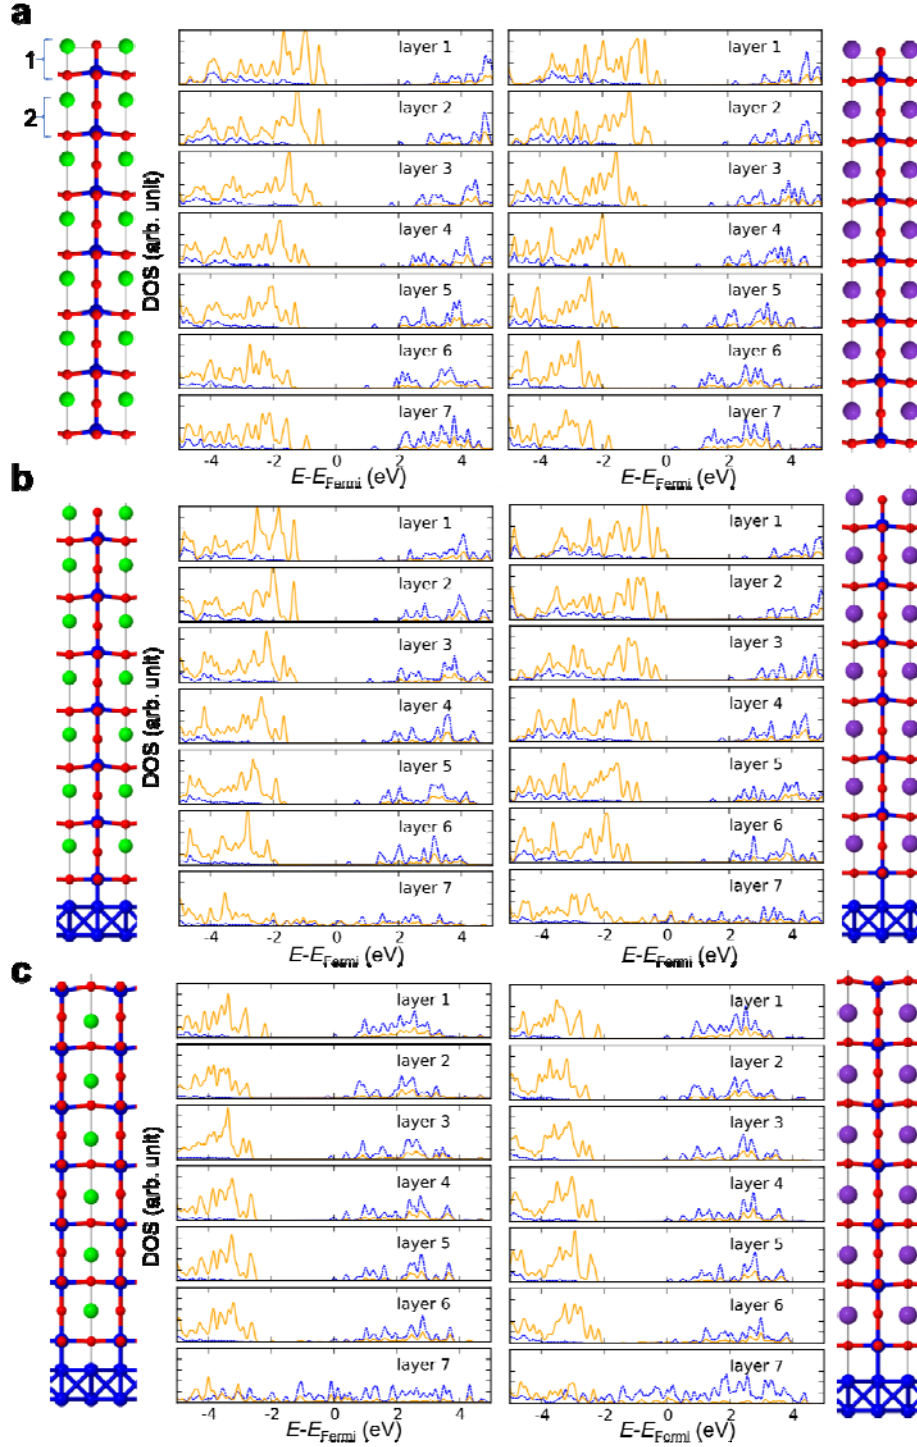 a
1
2
DOS (arb. unit)
layer 1
layer 2
layer 3
layer 4
layer 5
layer 6
layer 7
-4 -2 0 2 4
E-EFermi (eV)
layer 1
layer 2
layer 3
layer 4
layer 5
layer 6
layer 7
-4 -2 0 2 4
E-EFermi (eV)
b
DOS (arb. unit)
layer 1
layer 2
layer 3
layer 4
layer 5
layer 6
layer 7
-4 -2 0 2 4
E-EFermi (eV)
layer 1
layer 2
layer 3
layer 4
layer 5
layer 6
layer 7
-4 -2 0 2 4
E-EFermi (eV)
c
DOS (arb. unit)
layer 1
layer 2
layer 3
layer 4
layer 5
layer 6
layer 7
-4 -2 0 2 4
E-EFermi (eV)
layer 1
layer 2
layer 3
layer 4
layer 5
layer 6
layer 7
-4 -2 0 2 4
E-EFermi (eV)